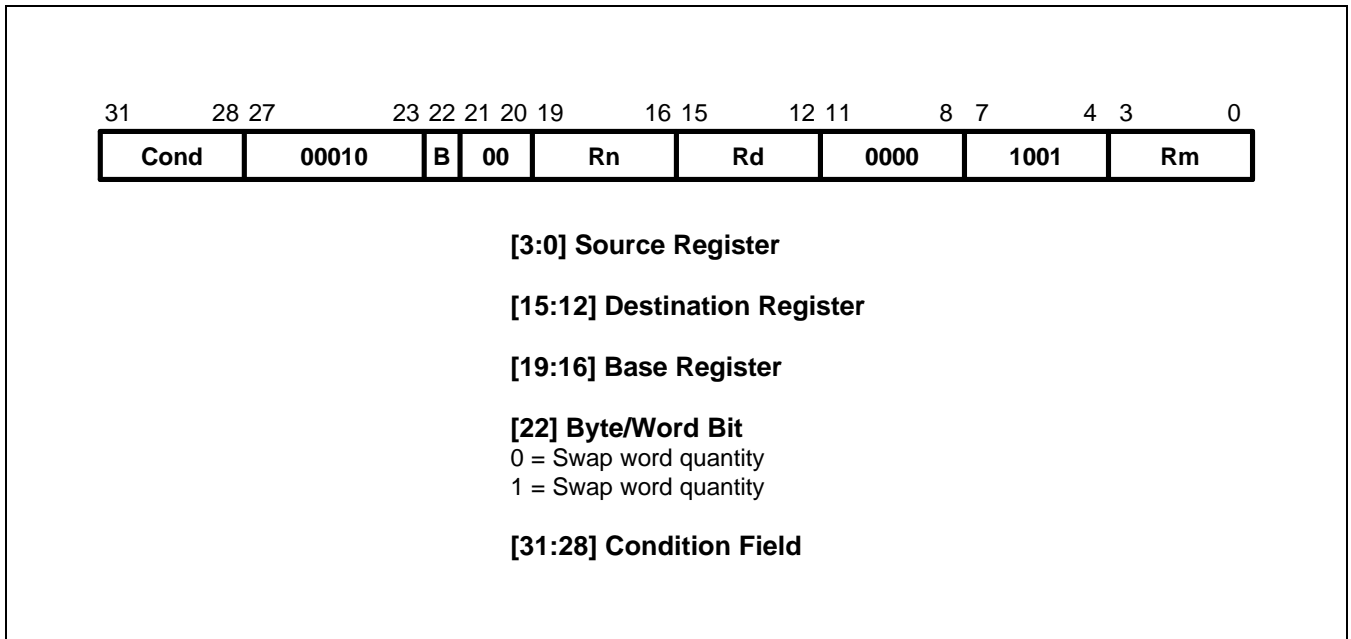 31 28 27 23 22 21 20 19 16 15 12 11 8 7 4 3 0
Cond 00010 B 00 Rn Rd 0000 1001 Rm
[3:0] Source Register
[15:12] Destination Register
[19:16] Base Register
[22] Byte/Word Bit
0 = Swap word quantity
1 = Swap word quantity
[31:28] Condition Field